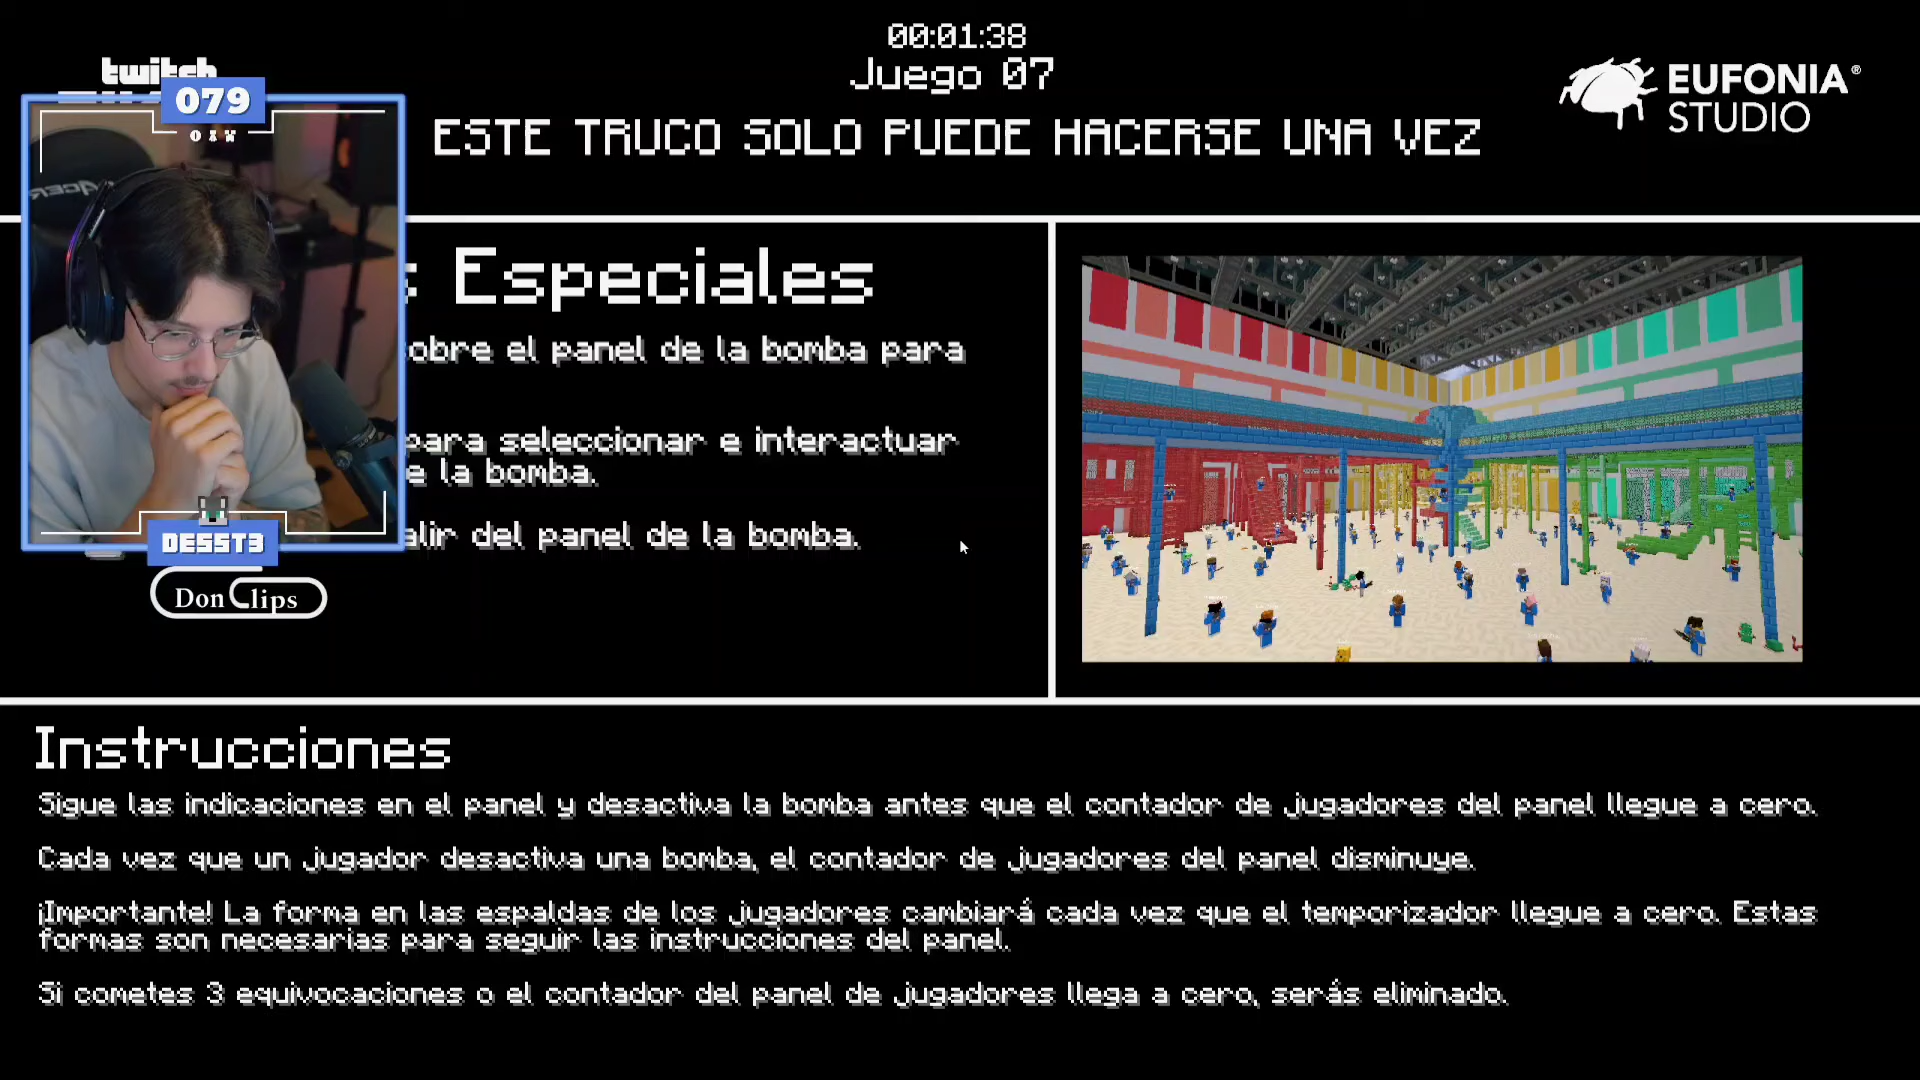 00:01:38
Juego 07
twitch
079
EUFONIA®
STUDIO
ESTE TRUCO SOLO PUEDE HACERSE UNA VEZ
Especiales
el panel de la bomba para
para seleccionar e interactuar
la bomba.
del panel de la bomba.
DESST3
Don Clips
Instrucciones
Sigue las indicaciones en el panel y desactiva la bomba antes que el contador de jugadores del panel llegue a cero.
Cada vez que un jugador desactiva una bomba, el contador de jugadores del panel disminuye.
¡Importante! La forma en las espaldas de los jugadores cambiará cada vez que el temporizador llegue a cero. Estas
formas son necesarias para seguir las instrucciones del panel.
Si cometes 3 equivocaciones o el contador del panel de jugadores llega a cero, serás eliminado.